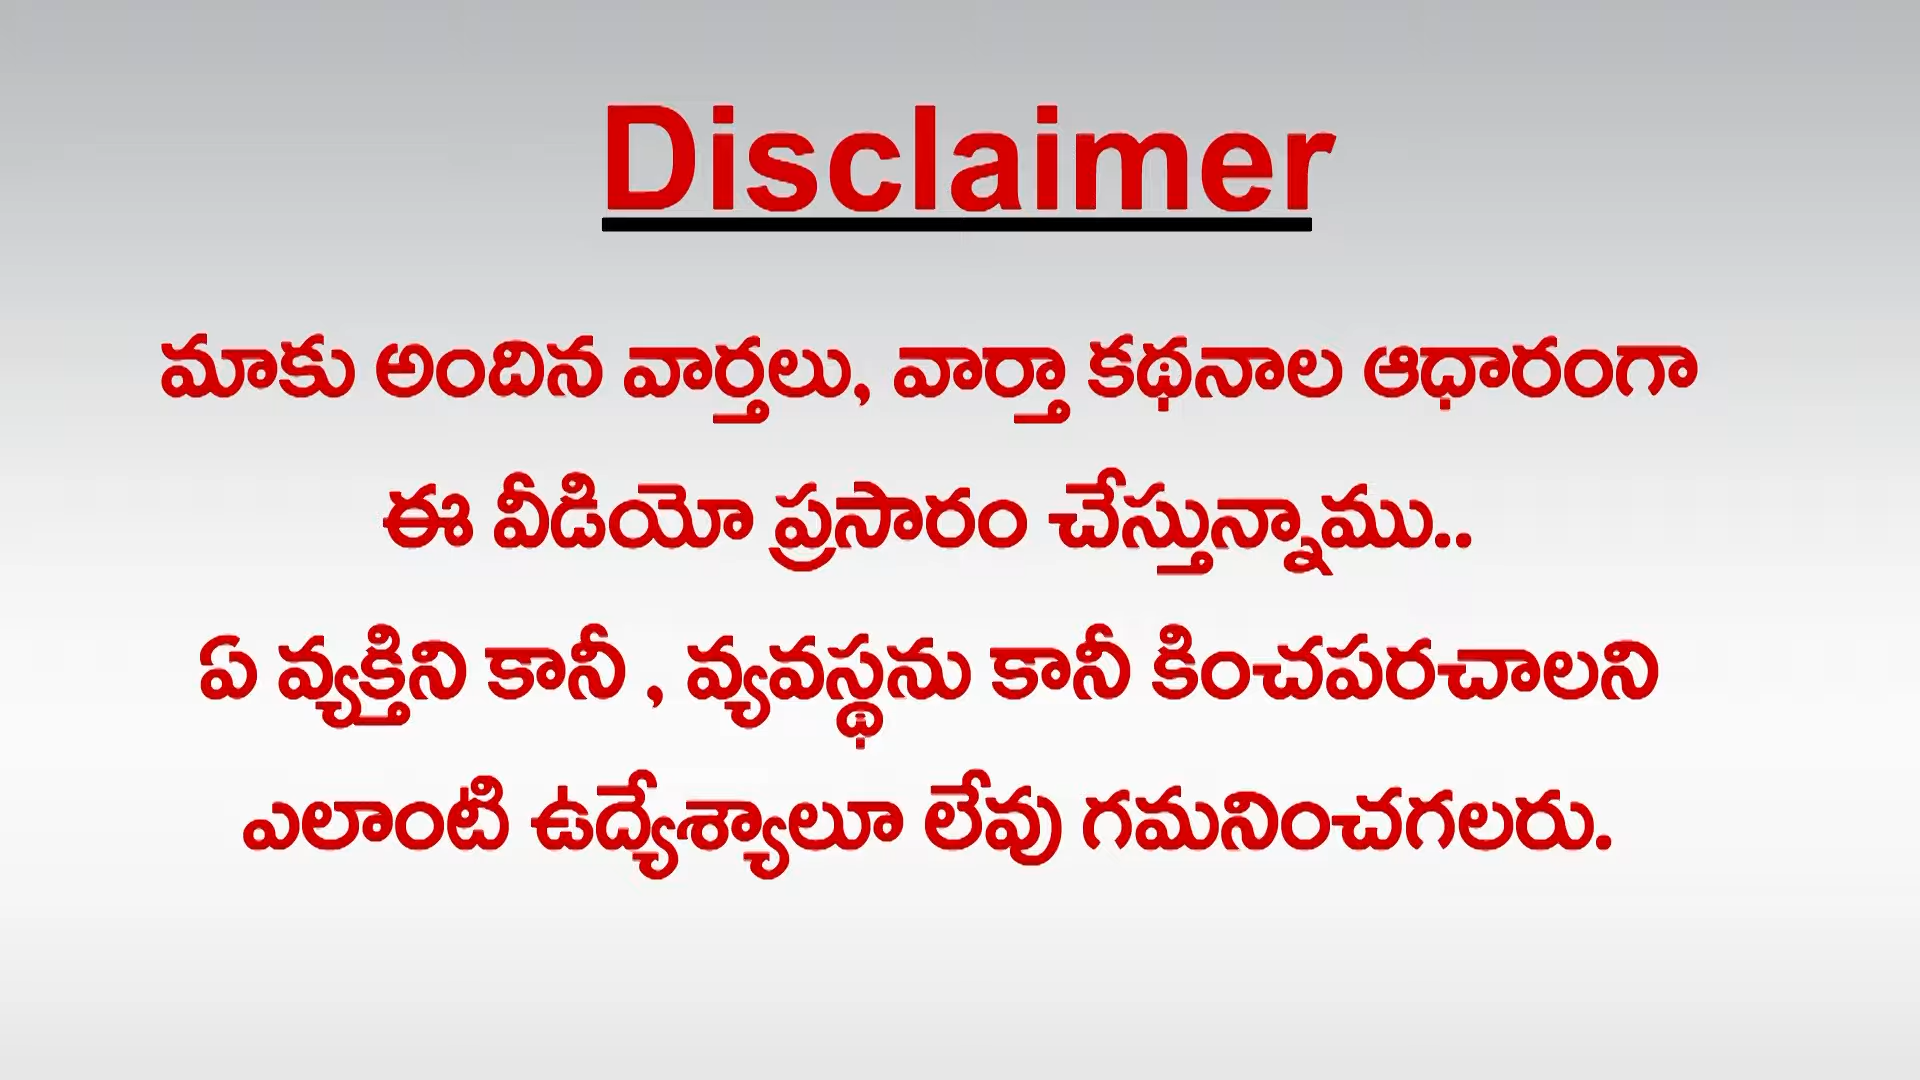 Disclaimer
మాకు అందిన వార్తలు, వార్తా కథనాల ఆధారంగా
ఈ వీడియో ప్రసారం చేస్తున్నాము..
ఏ వ్యక్తిని కానీ , వ్యవస్థను కానీ కించపరచాలని
ఎలాంటి ఉద్యేశ్యాలూ లేవు గమనించగలరు.